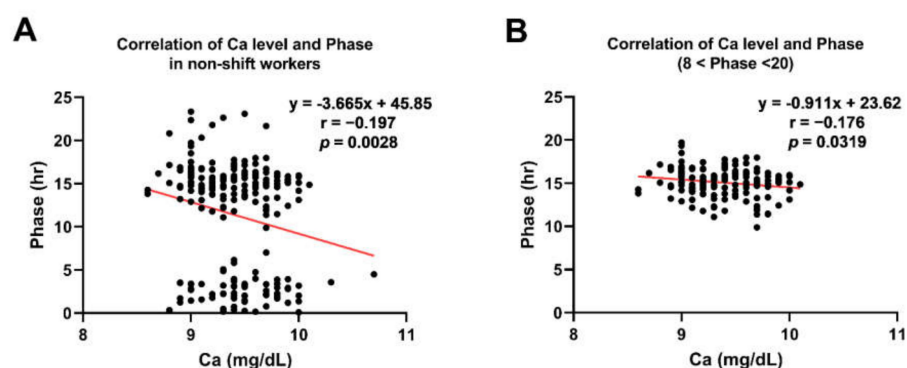 A
Correlation of Ca level and Phase
in non-shift workers
y = -3.665x + 45.85
r = −0.197
p = 0.0028
25
20
15
10
5
0
Phase (hr)
8
9
10
11
Ca (mg/dL)
B
Correlation of Ca level and Phase
(8 < Phase <20)
y = -0.911x + 23.62
r = −0.176
p = 0.0319
25
20
15
10
5
0
Phase (hr)
8
9
10
11
Ca (mg/dL)